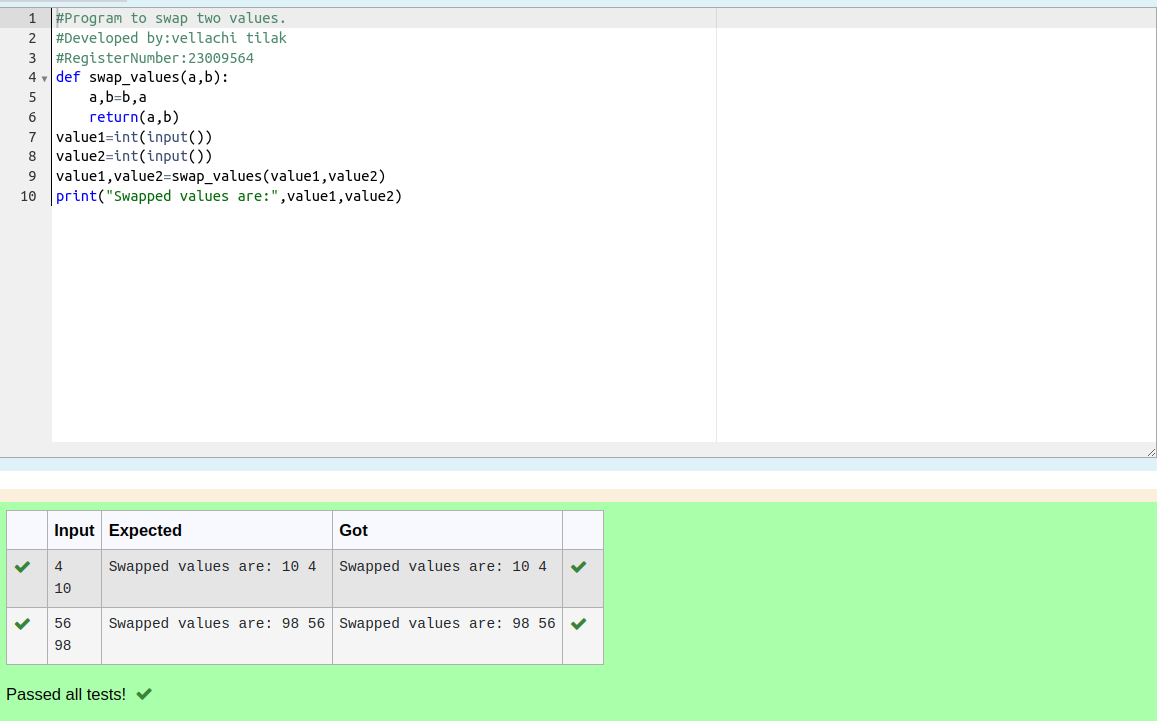 1 #Program to swap two values.
2 #Developed by:vellachi tilak
3 #RegisterNumber:23009564
4 def swap_values(a,b):
5     a,b=b,a
6     return(a,b)
7 value1=int(input())
8 value2=int(input())
9 value1,value2=swap_values(value1,value2)
10 print("Swapped values are:",value1,value2)
Input Expected Got
4 Swapped values are: 10 4 Swapped values are: 10 4
10
56 Swapped values are: 98 56 Swapped values are: 98 56
98
Passed all tests!